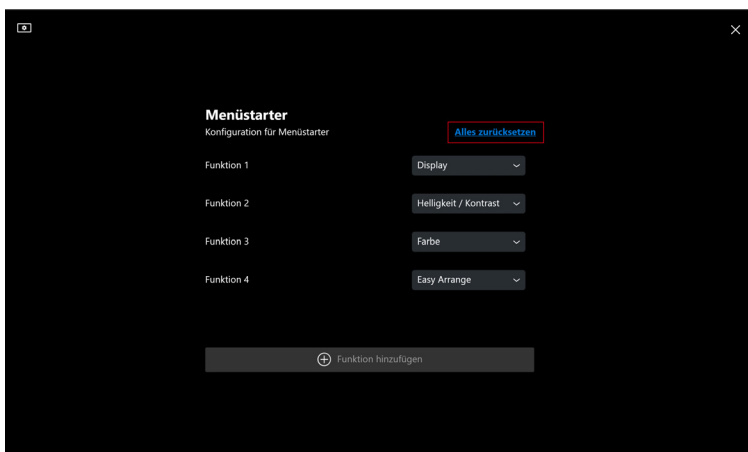 Menüstarter
Konfiguration für Menüstarter
Alles zurücksetzen
Funktion 1
Display
Funktion 2
Helligkeit / Kontrast
Funktion 3
Farbe
Funktion 4
Easy Arrange
Funktion hinzufügen